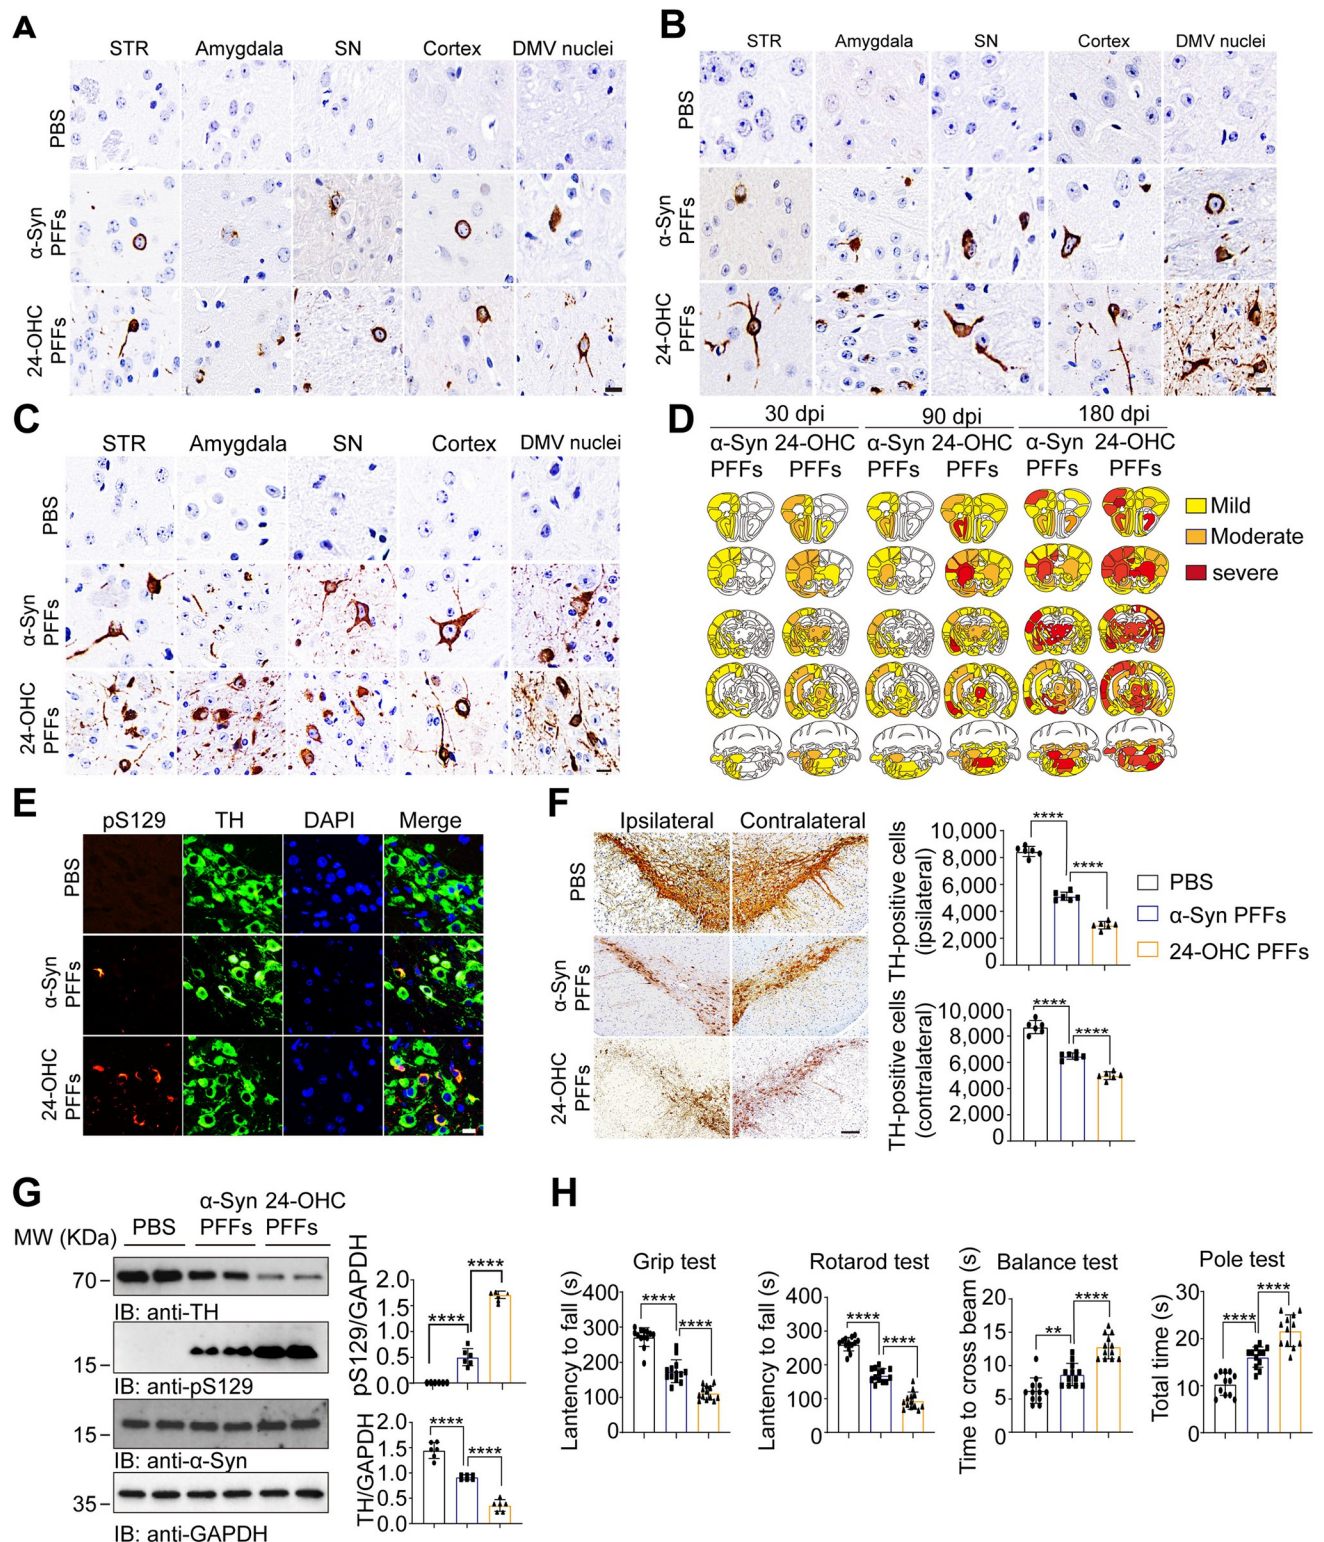 A
STR Amygdala SN Cortex DMV nuclei
PBS
α-Syn
PFFs
24-OHC
PFFs
B
STR Amygdala SN Cortex DMV nuclei
PBS
α-Syn
PFFs
24-OHC
PFFs
C
STR Amygdala SN Cortex DMV nuclei
PBS
α-Syn
PFFs
24-OHC
PFFs
D
30 dpi 90 dpi 180 dpi
α-Syn 24-OHC α-Syn 24-OHC α-Syn 24-OHC
PFFs PFFs PFFs PFFs PFFs PFFs
Mild
Moderate
severe
E
pS129 TH DAPI Merge
PBS
α-Syn
PFFs
24-OHC
PFFs
F
Ipsilateral Contralateral
PBS
α-Syn
PFFs
24-OHC
PFFs
TH-positive cells
(ipsilateral)
10,000
8,000
6,000
4,000
2,000
0
****
****
TH-positive cells
(contralateral)
10,000
8,000
6,000
4,000
2,000
0
****
****
PBS
α-Syn PFFs
24-OHC PFFs
G
α-Syn 24-OHC
MW (KDa) PBS PFFs PFFs
70
IB: anti-TH
15
IB: anti-pS129
15
IB: anti-α-Syn
35
IB: anti-GAPDH
pS129/GAPDH
2.0
1.5
1.0
0.5
0.0
****
****
TH/GAPDH
2.0
1.5
1.0
0.5
0.0
****
****
H
Grip test
Lantency to fall (s)
400
300
200
100
0
****
****
Rotarod test
Lantency to fall (s)
400
300
200
100
0
****
****
Balance test
Time to cross beam (s)
20
15
10
5
0
**
****
Pole test
Total time (s)
30
20
10
0
****
****